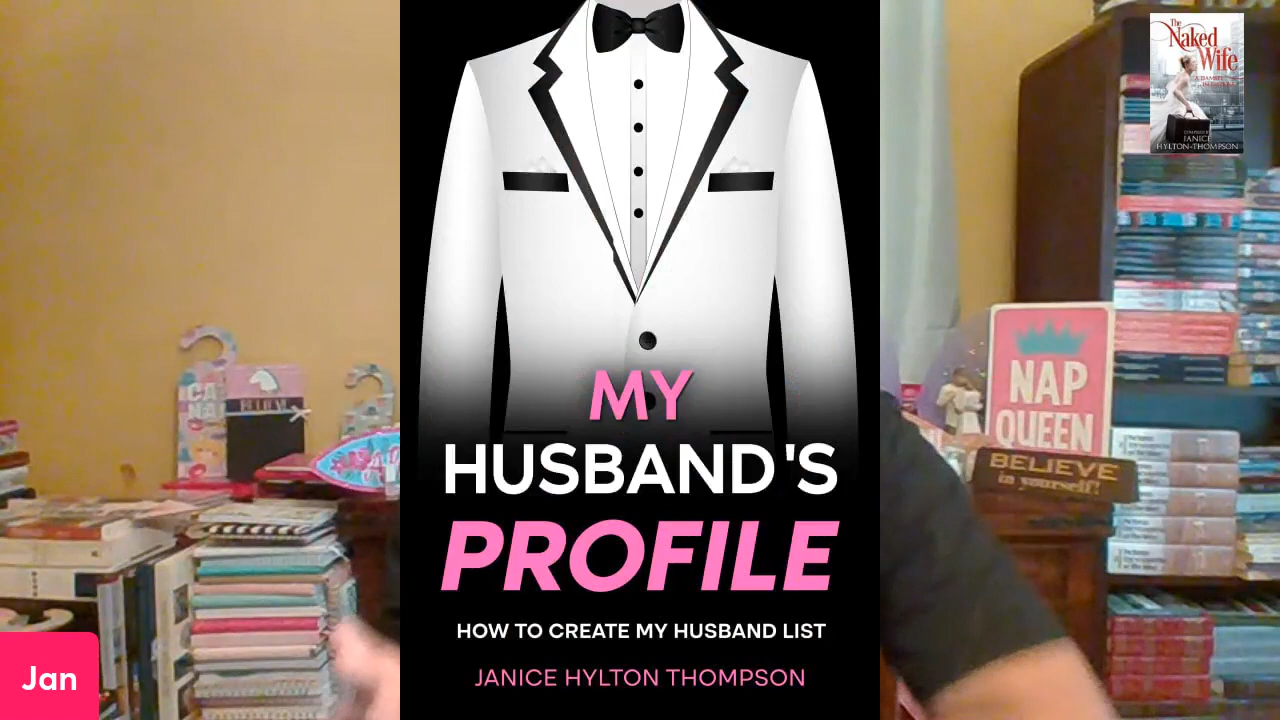 MY
HUSBAND'S
PROFILE
HOW TO CREATE MY HUSBAND LIST
JANICE HYLTON THOMPSON
Jan
The
Naked
Wife
JANICE
HYLTON-THOMPSON
NAP
QUEEN
BELIEVE
in yourself!